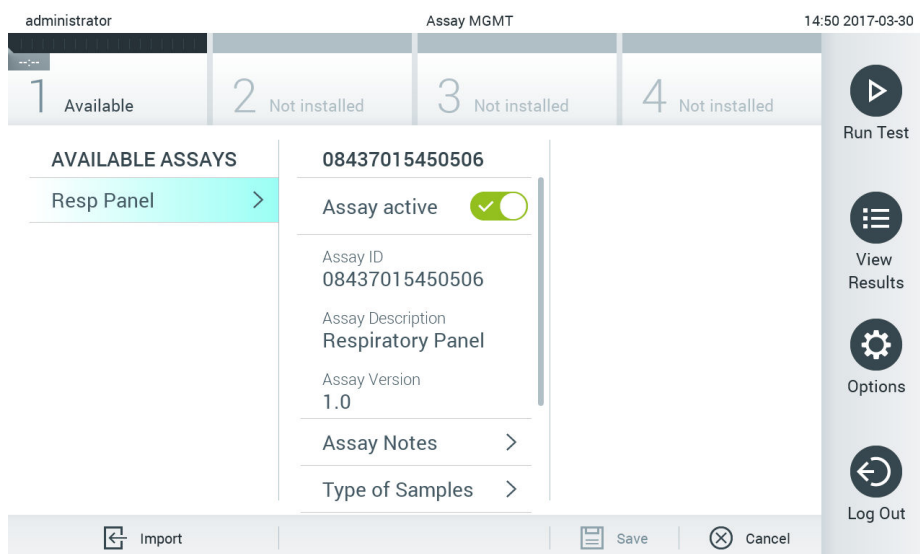 administrator
Assay MGMT
14:50 2017-03-30
--:--
1 Available
2 Not installed
3 Not installed
4 Not installed
Run Test
View
Results
Options
Log Out
AVAILABLE ASSAYS
Resp Panel
08437015450506
Assay active
Assay ID
08437015450506
Assay Description
Respiratory Panel
Assay Version
1.0
Assay Notes
Type of Samples
Import
Save
Cancel